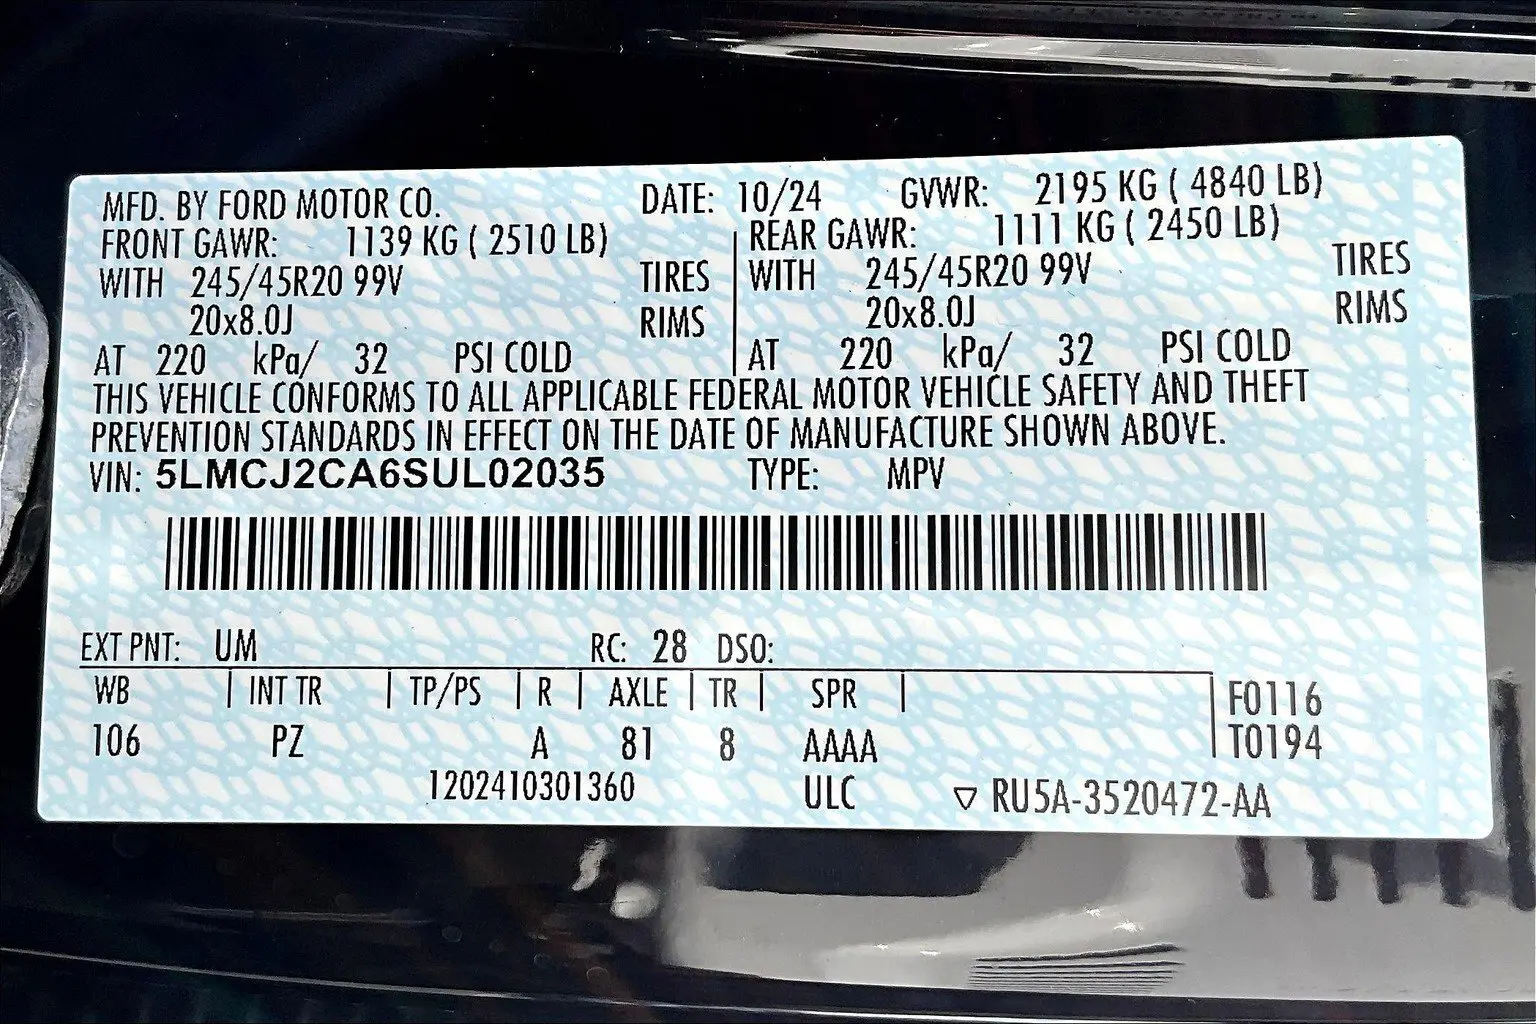 MFD. BY FORD MOTOR CO. DATE: 10/24 GVWR: 2195 KG ( 4840 LB)
FRONT GAWR: 1139 KG ( 2510 LB) REAR GAWR: 1111 KG ( 2450 LB)
WITH 245/45R20 99V TIRES WITH 245/45R20 99V TIRES
20x8.0J RIMS 20x8.0J RIMS
AT 220 kPa/ 32 PSI COLD AT 220 kPa/ 32 PSI COLD
THIS VEHICLE CONFORMS TO ALL APPLICABLE FEDERAL MOTOR VEHICLE SAFETY AND THEFT
PREVENTION STANDARDS IN EFFECT ON THE DATE OF MANUFACTURE SHOWN ABOVE.
VIN: 5LMCJ2CA6SUL02035 TYPE: MPV
EXT PNT: UM RC: 28 DSO:
WB | INT TR | TP/PS | R | AXLE | TR | SPR | F0116
106 PZ A 81 8 AAAA T0194
1202410301360 ULC ▽ RU5A-3520472-AA